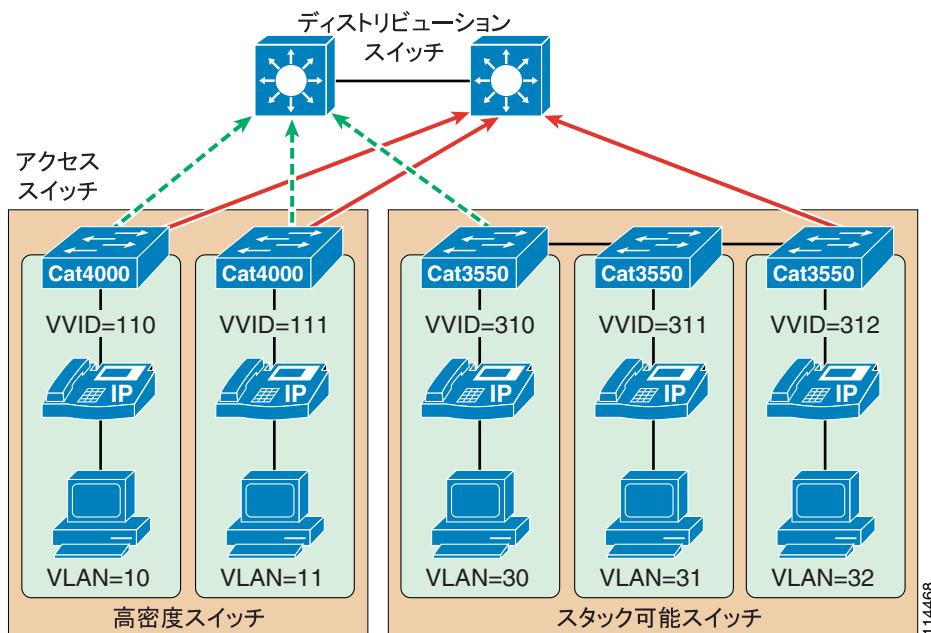 ディストリビューション
スイッチ
アクセス
スイッチ
Cat4000
Cat4000
Cat3550
Cat3550
Cat3550
VVID=110
VVID=111
VVID=310
VVID=311
VVID=312
IP
IP
IP
IP
IP
VLAN=10
VLAN=11
VLAN=30
VLAN=31
VLAN=32
高密度スイッチ
スタック可能スイッチ
114468